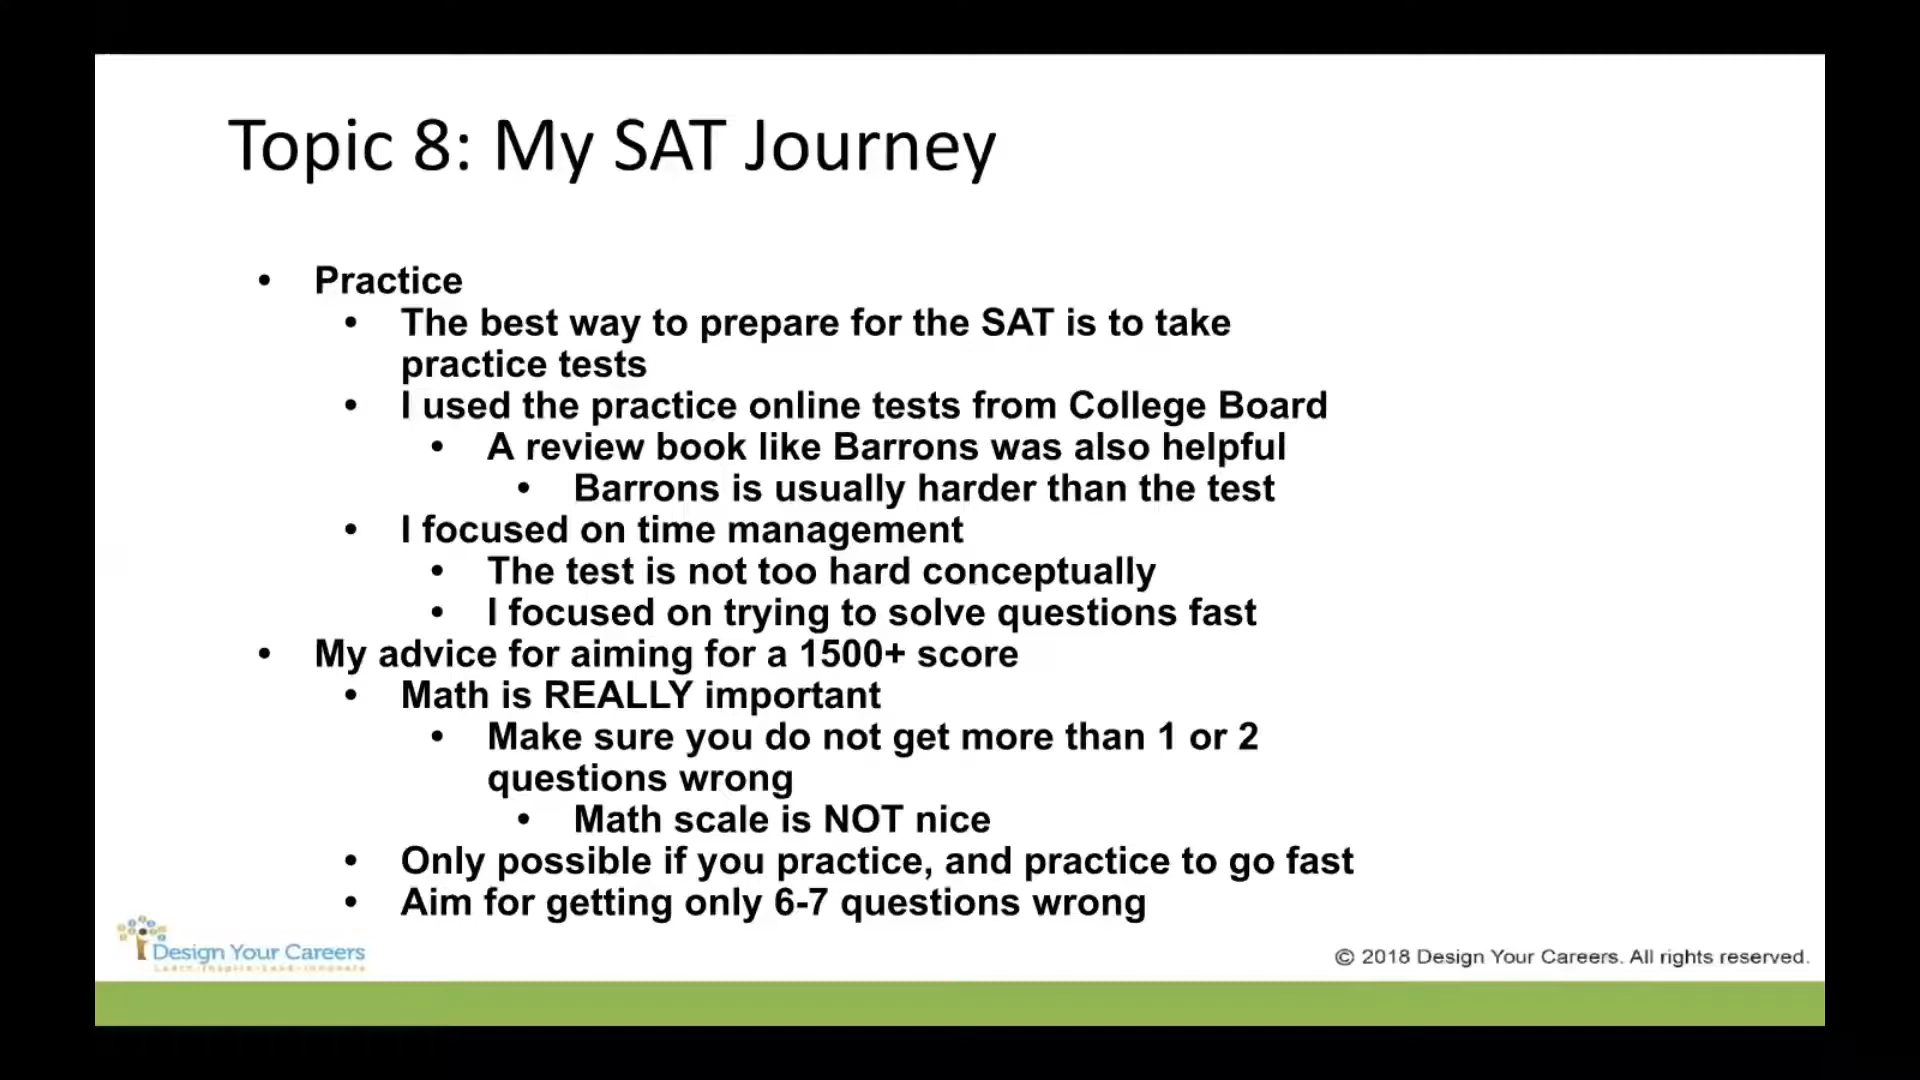 Topic 8: My SAT Journey
• Practice
• The best way to prepare for the SAT is to take
practice tests
• I used the practice online tests from College Board
• A review book like Barrons was also helpful
• Barrons is usually harder than the test
• I focused on time management
• The test is not too hard conceptually
• I focused on trying to solve questions fast
• My advice for aiming for a 1500+ score
• Math is REALLY important
• Make sure you do not get more than 1 or 2
questions wrong
• Math scale is NOT nice
• Only possible if you practice, and practice to go fast
• Aim for getting only 6-7 questions wrong
Design Your Careers
© 2018 Design Your Careers. All rights reserved.